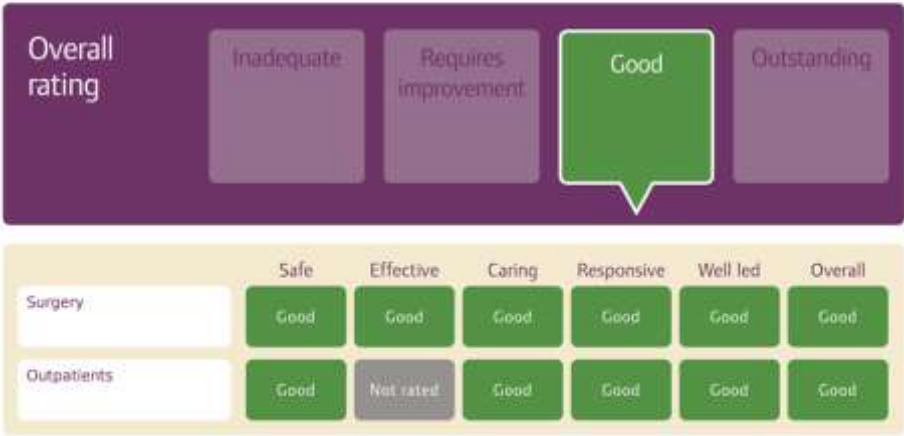 Overall
rating
Inadequate
Requires
improvement
Good
Outstanding
Safe Effective Caring Responsive Well led Overall
Surgery Good Good Good Good Good Good
Outpatients Good Not rated Good Good Good Good